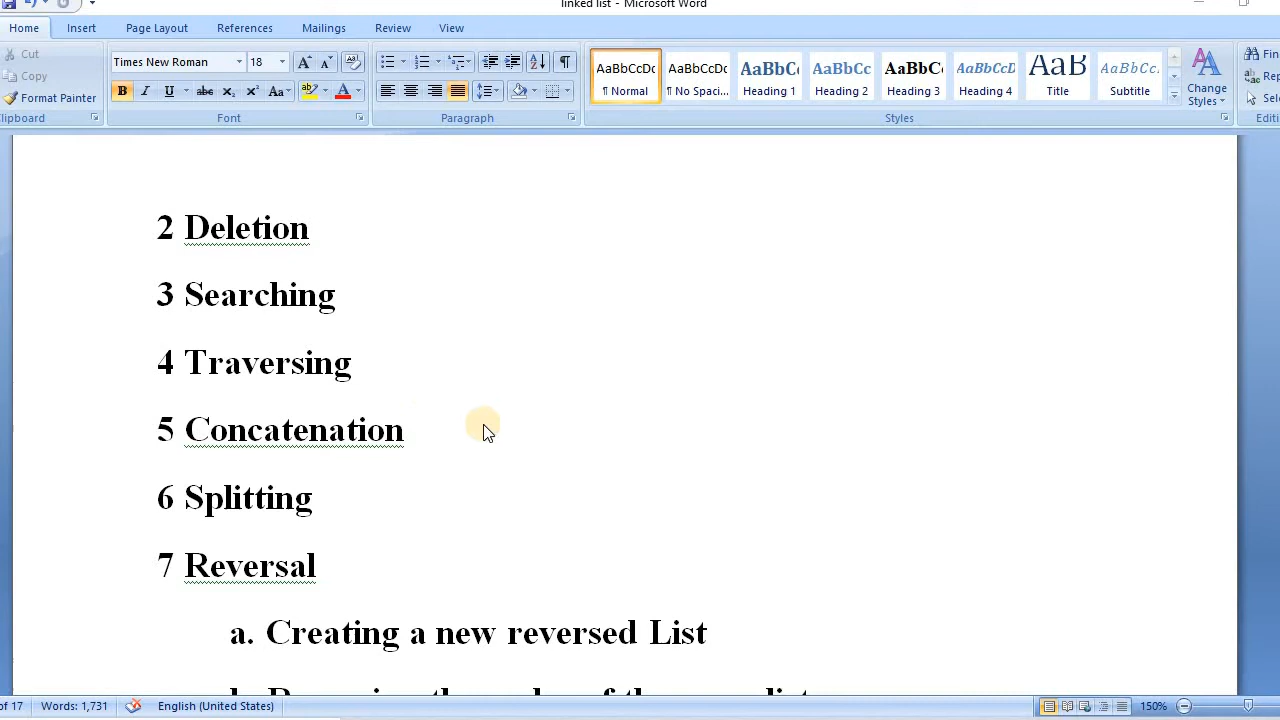 linked list - Microsoft Word
Home Insert Page Layout References Mailings Review View
Cut
Copy
Format Painter
Times New Roman 18
AaBbCcDc AaBbCcDc AaBbC AaBbCc AaBbC AaBbCcD AaB AaBbCc
¶ Normal ¶ No Spaci... Heading 1 Heading 2 Heading 3 Heading 4 Title Subtitle
Change
Styles
lipboard Font Paragraph Styles
2 Deletion
3 Searching
4 Traversing
5 Concatenation
6 Splitting
7 Reversal
a. Creating a new reversed List
of 17 Words: 1,731 English (United States) 150%